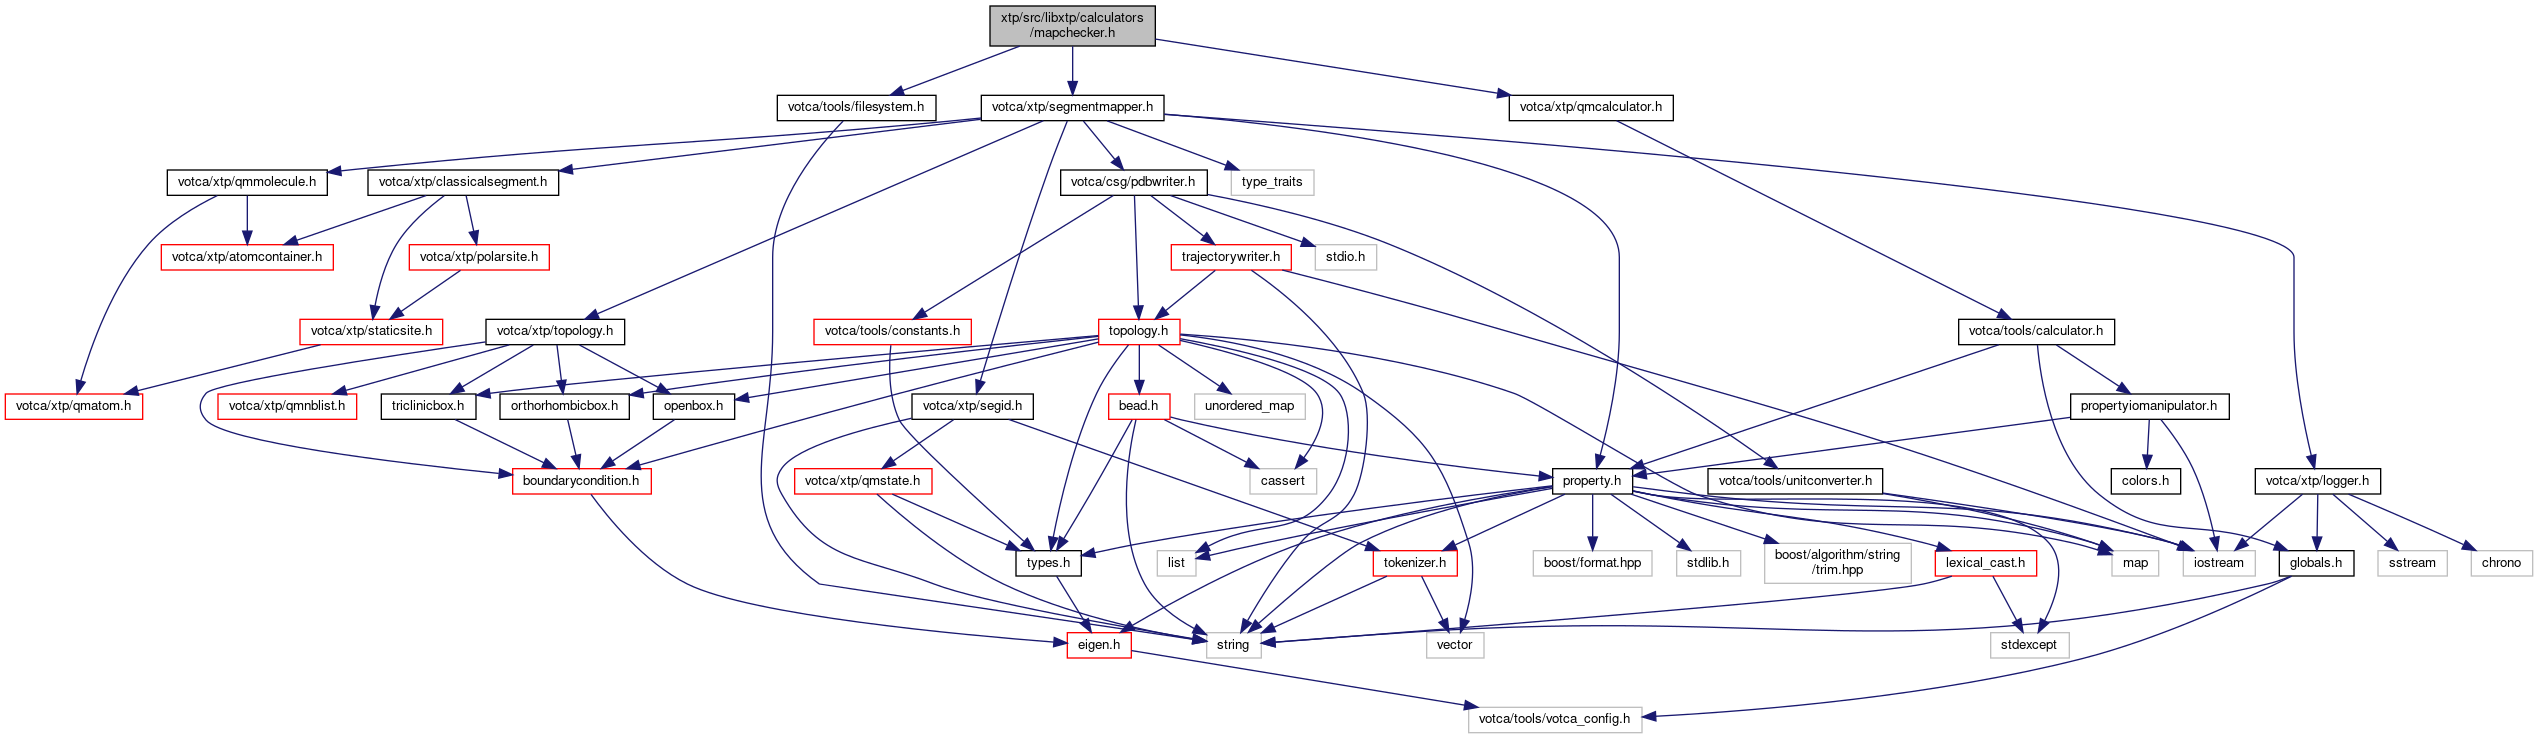 xtp/src/libxtp/calculators
/mapchecker.h
votca/tools/filesystem.h
votca/xtp/segmentmapper.h
votca/xtp/qmcalculator.h
votca/xtp/qmmolecule.h
votca/xtp/classicalsegment.h
votca/csg/pdbwriter.h
type_traits
votca/xtp/atomcontainer.h
votca/xtp/polarsite.h
trajectorywriter.h
stdio.h
votca/xtp/staticsite.h
votca/xtp/topology.h
votca/tools/constants.h
topology.h
votca/tools/calculator.h
votca/xtp/qmatom.h
votca/xtp/qmnblist.h
triclinicbox.h
orthorhombicbox.h
openbox.h
votca/xtp/segid.h
bead.h
unordered_map
propertyiomanipulator.h
boundarycondition.h
votca/xtp/qmstate.h
cassert
property.h
votca/tools/unitconverter.h
colors.h
votca/xtp/logger.h
types.h
list
tokenizer.h
boost/format.hpp
stdlib.h
boost/algorithm/string
/trim.hpp
lexical_cast.h
map
iostream
globals.h
sstream
chrono
eigen.h
string
vector
stdexcept
votca/tools/votca_config.h